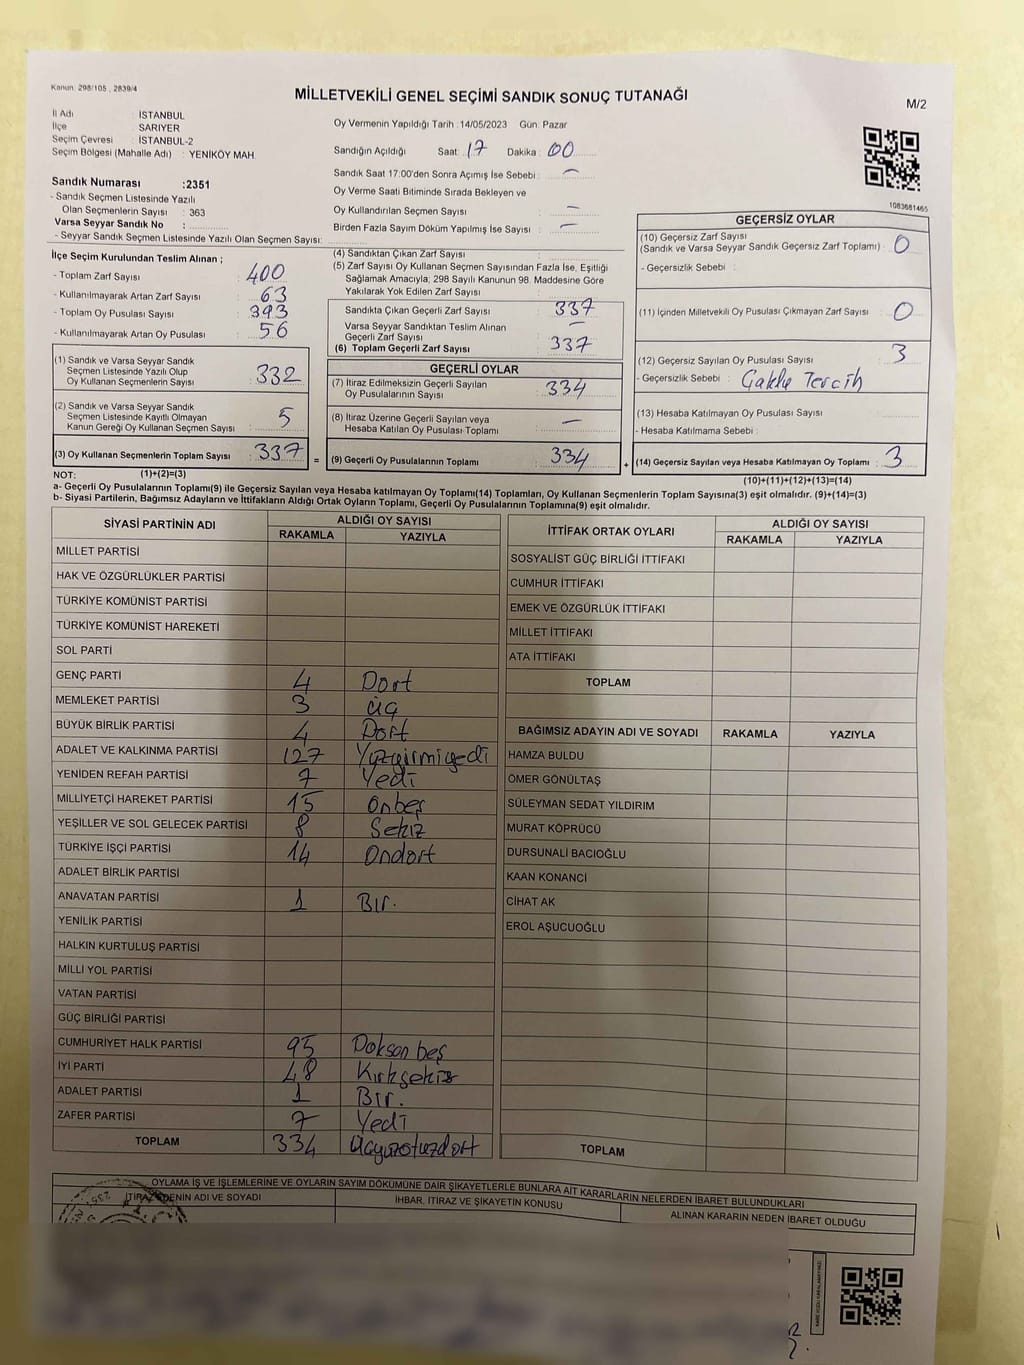 Kanun: 298/105, 2839/4
MİLLETVEKİLİ GENEL SEÇİMİ SANDIK SONUÇ TUTANAĞI
M/2
İl Adı : İSTANBUL
İlçe : SARIYER
Seçim Çevresi : İSTANBUL-2
Seçim Bölgesi (Mahalle Adı) : YENİKÖY MAH.
Oy Vermenin Yapıldığı Tarih : 14/05/2023 Gün: Pazar
Sandığın Açıldığı Saat: 17 Dakika: 00
Sandık Saat 17:00'den Sonra Açımış İse Sebebi : —
Oy Verme Saati Bitiminde Sırada Bekleyen ve
Oy Kullandırılan Seçmen Sayısı : —
Birden Fazla Sayım Döküm Yapılmış İse Sayısı : —
1083681465
Sandık Numarası :2351
- Sandık Seçmen Listesinde Yazılı
Olan Seçmenlerin Sayısı : 363
Varsa Seyyar Sandık No :
- Seyyar Sandık Seçmen Listesinde Yazılı Olan Seçmen Sayısı:
İlçe Seçim Kurulundan Teslim Alınan ;
- Toplam Zarf Sayısı : 400
- Kullanılmayarak Artan Zarf Sayısı : 63
- Toplam Oy Pusulası Sayısı : 393
- Kullanılmayarak Artan Oy Pusulası : 56
(1) Sandık ve Varsa Seyyar Sandık
Seçmen Listesinde Yazılı Olup
Oy Kullanan Seçmenlerin Sayısı : 332
(2) Sandık ve Varsa Seyyar Sandık
Seçmen Listesinde Kayıtlı Olmayan
Kanun Gereği Oy Kullanan Seçmen Sayısı : 5
(3) Oy Kullanan Seçmenlerin Toplam Sayısı : 337
(1)+(2)=(3)
(4) Sandıktan Çıkan Zarf Sayısı :
(5) Zarf Sayısı Oy Kullanan Seçmen Sayısından Fazla İse, Eşitliği
Sağlamak Amacıyla; 298 Sayılı Kanunun 98. Maddesine Göre
Yakılarak Yok Edilen Zarf Sayısı :
Sandıkta Çıkan Geçerli Zarf Sayısı : 337
Varsa Seyyar Sandıktan Teslim Alınan
Geçerli Zarf Sayısı : —
(6) Toplam Geçerli Zarf Sayısı : 337
GEÇERLİ OYLAR
(7) İtiraz Edilmeksizin Geçerli Sayılan
Oy Pusulalarının Sayısı : 334
(8) İtiraz Üzerine Geçerli Sayılan veya
Hesaba Katılan Oy Pusulası Toplamı : —
= (9) Geçerli Oy Pusulalarının Toplamı : 334
GEÇERSİZ OYLAR
(10) Geçersiz Zarf Sayısı
(Sandık ve Varsa Seyyar Sandık Geçersiz Zarf Toplamı) : 0
- Geçersizlik Sebebi :
(11) İçinden Milletvekili Oy Pusulası Çıkmayan Zarf Sayısı : 0
(12) Geçersiz Sayılan Oy Pusulası Sayısı : 3
- Geçersizlik Sebebi : Çoklu Tercih
(13) Hesaba Katılmayan Oy Pusulası Sayısı :
- Hesaba Katılmama Sebebi :
+ (14) Geçersiz Sayılan veya Hesaba Katılmayan Oy Toplamı : 3
(10)+(11)+(12)+(13)=(14)
NOT:
a- Geçerli Oy Pusulalarının Toplamı(9) ile Geçersiz Sayılan veya Hesaba katılmayan Oy Toplamı(14) Toplamları, Oy Kullanan Seçmenlerin Toplam Sayısına(3) eşit olmalıdır. (9)+(14)=(3)
b- Siyasi Partilerin, Bağımsız Adayların ve İttifakların Aldığı Ortak Oyların Toplamı, Geçerli Oy Pusulalarının Toplamına(9) eşit olmalıdır.
SİYASİ PARTİNİN ADI
ALDIĞI OY SAYISI
RAKAMLA YAZIYLA
MİLLET PARTİSİ
HAK VE ÖZGÜRLÜKLER PARTİSİ
TÜRKİYE KOMÜNİST PARTİSİ
TÜRKİYE KOMÜNİST HAREKETİ
SOL PARTİ
GENÇ PARTİ 4 Dört
MEMLEKET PARTİSİ 3 üç
BÜYÜK BİRLİK PARTİSİ 4 Dört
ADALET VE KALKINMA PARTİSİ 127 Yüzyirmiyedi
YENİDEN REFAH PARTİSİ 7 Yedi
MİLLİYETÇİ HAREKET PARTİSİ 15 Onbeş
YEŞİLLER VE SOL GELECEK PARTİSİ 8 Sekiz
TÜRKİYE İŞÇİ PARTİSİ 14 Ondört
ADALET BİRLİK PARTİSİ
ANAVATAN PARTİSİ 1 Bir.
YENİLİK PARTİSİ
HALKIN KURTULUŞ PARTİSİ
MİLLİ YOL PARTİSİ
VATAN PARTİSİ
GÜÇ BİRLİĞİ PARTİSİ
CUMHURİYET HALK PARTİSİ 95 Doksan beş
İYİ PARTİ 48 Kırksekiz
ADALET PARTİSİ 1 Bir.
ZAFER PARTİSİ 7 Yedi
TOPLAM 334 Üçyüzotuzdört
İTTİFAK ORTAK OYLARI
ALDIĞI OY SAYISI
RAKAMLA YAZIYLA
SOSYALİST GÜÇ BİRLİĞİ İTTİFAKI
CUMHUR İTTİFAKI
EMEK VE ÖZGÜRLÜK İTTİFAKI
MİLLET İTTİFAKI
ATA İTTİFAKI
TOPLAM
BAĞIMSIZ ADAYIN ADI VE SOYADI RAKAMLA YAZIYLA
HAMZA BULDU
ÖMER GÖNÜLTAŞ
SÜLEYMAN SEDAT YILDIRIM
MURAT KÖPRÜCÜ
DURSUNALİ BACIOĞLU
KAAN KONANCİ
CİHAT AK
EROL AŞUCUOĞLU
TOPLAM
OYLAMA İŞ VE İŞLEMLERİNE VE OYLARIN SAYIM DÖKÜMÜNE DAİR ŞİKAYETLERLE BUNLARA AİT KARARLARIN NELERDEN İBARET BULUNDUKLARI
İTİRAZ EDENİN ADI VE SOYADI
İHBAR, İTİRAZ VE ŞİKAYETİN KONUSU
ALINAN KARARIN NEDEN İBARET OLDUĞU